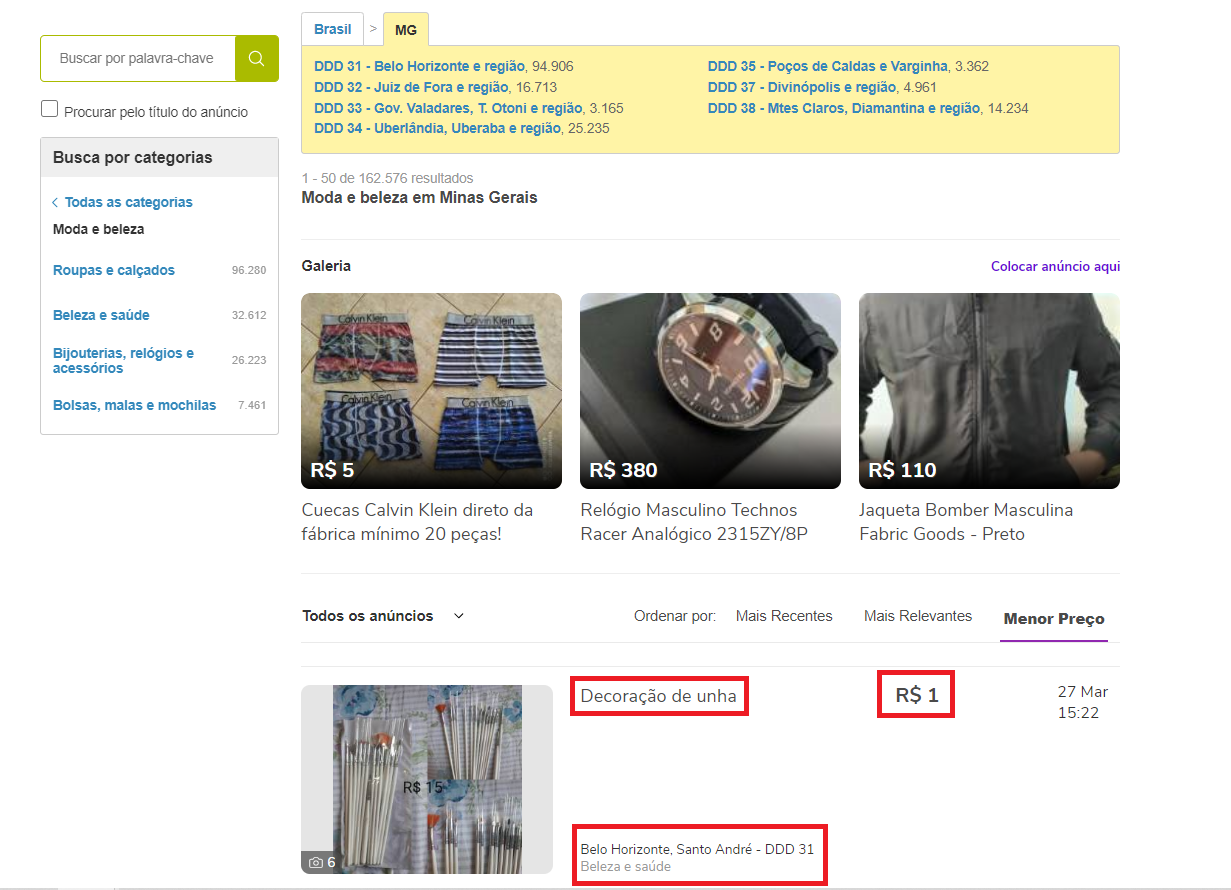 Brasil > MG
Buscar por palavra-chave
Procurar pelo título do anúncio
DDD 31 - Belo Horizonte e região, 94.906
DDD 32 - Juiz de Fora e região, 16.713
DDD 33 - Gov. Valadares, T. Otoni e região, 3.165
DDD 34 - Uberlândia, Uberaba e região, 25.235
DDD 35 - Poços de Caldas e Varginha, 3.362
DDD 37 - Divinópolis e região, 4.961
DDD 38 - Mtes Claros, Diamantina e região, 14.234
Busca por categorias
< Todas as categorias
Moda e beleza
Roupas e calçados 96.280
Beleza e saúde 32.612
Bijouterias, relógios e
acessórios 26.223
Bolsas, malas e mochilas 7.461
1 - 50 de 162.576 resultados
Moda e beleza em Minas Gerais
Galeria
Colocar anúncio aqui
Calvin Klein
Calvin Klein
Calvin Klein
Calvin Klein
R$ 5
Cuecas Calvin Klein direto da
fábrica mínimo 20 peças!
R$ 380
Relógio Masculino Technos
Racer Analógico 2315ZY/8P
R$ 110
Jaqueta Bomber Masculina
Fabric Goods - Preto
Todos os anúncios
Ordenar por: Mais Recentes Mais Relevantes Menor Preço
R$ 15
6
Decoração de unha
R$ 1
27 Mar
15:22
Belo Horizonte, Santo André - DDD 31
Beleza e saúde